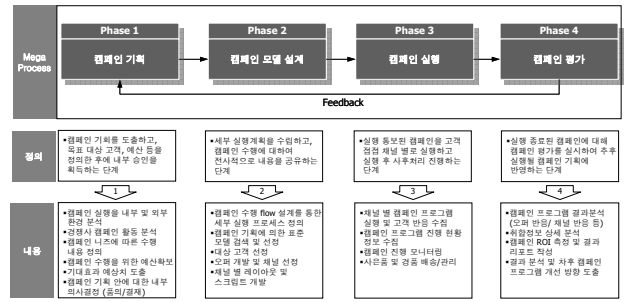 Phase 1
Phase 2
Phase 3
Phase 4
Mega
Process
캠페인 기획
캠페인 모델 설계
캠페인 실행
캠페인 평가
Feedback
정의
▪캠페인 기회를 도출하고,
목표 대상 고객, 예산 등을
정의한 후에 내부 승인을
획득하는 단계
▪세부 실행계획을 수립하고,
캠페인 수행에 대하여
전사적으로 내용을 공유하는
단계
▪실행 통보된 캠페인을 고객
접점 채널 별로 실행하고
실행 후 사후처리 진행하는
단계
▪실행 종료된 캠페인에 대해
캠페인 평가를 실시하여 추후
실행될 캠페인 기획에
반영하는 단계
1
2
3
4
내용
▪캠페인 실행을 내부 및 외부
환경 분석
▪경쟁사 캠페인 활동 분석
▪캠페인 니즈에 따른 수행
내용 정의
▪캠페인 수행을 위한 예산확보
▪기대효과 예상치 도출
▪캠페인 기획 안에 대한 내부
의사결정 (품의/결재)
▪캠페인 수행 flow 설계를 통한
세부 실행 프로세스 정의
▪캠페인 기획에 의한 표준
모델 검색 및 선정
▪대상 고객 선정
▪오퍼 개발 및 채널 선정
▪채널 별 레이아웃 및
스크립트 개발
▪채널 별 캠페인 프로그램
실행 및 고객 반응 수집
▪캠페인 프로그램 진행 현황
정보 수집
▪캠페인 진행 모니터링
▪사은품 및 경품 배송/관리
▪캠페인 프로그램 결과분석
(오퍼 반응/ 채널 반응 등)
▪취합정보 상세 분석
▪캠페인 ROI 측정 및 결과
리포트 작성
▪결과 분석 및 차후 캠페인
프로그램 개선 방향 도출